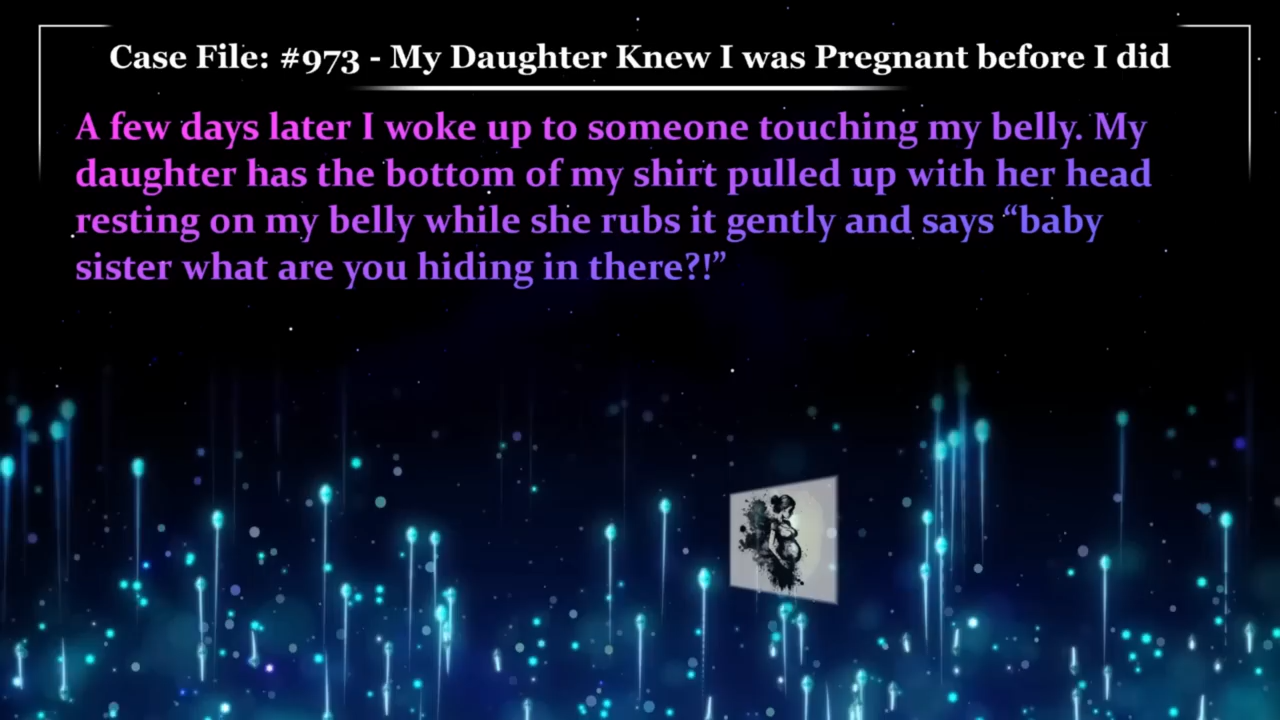 Case File: #973 - My Daughter Knew I was Pregnant before I did
A few days later I woke up to someone touching my belly. My
daughter has the bottom of my shirt pulled up with her head
resting on my belly while she rubs it gently and says “baby
sister what are you hiding in there?!”